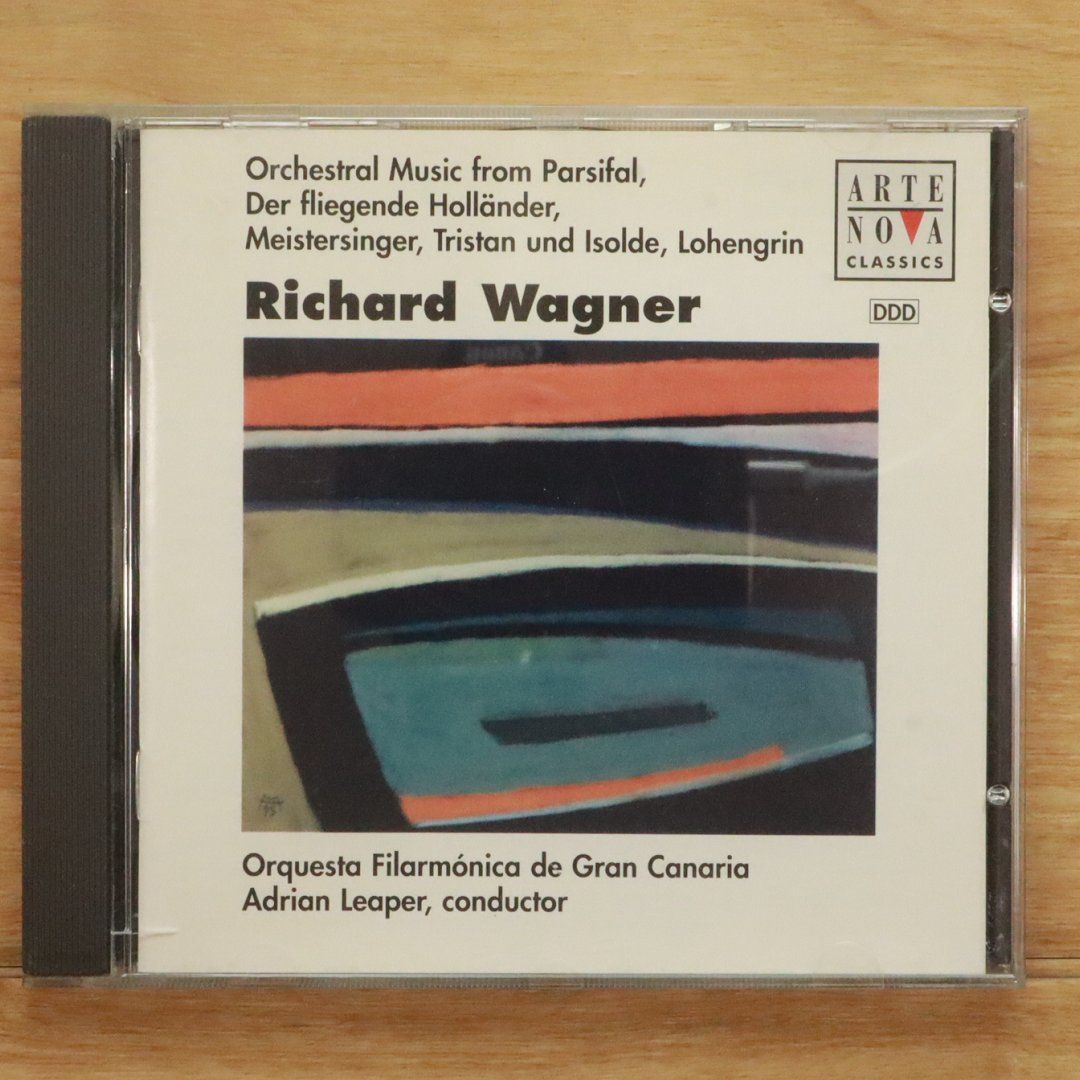 Orchestral Music from Parsifal,
Der fliegende Holländer,
Meistersinger, Tristan und Isolde, Lohengrin
ARTE
NOVA
CLASSICS
Richard Wagner
DDD
Orquesta Filarmónica de Gran Canaria
Adrian Leaper, conductor